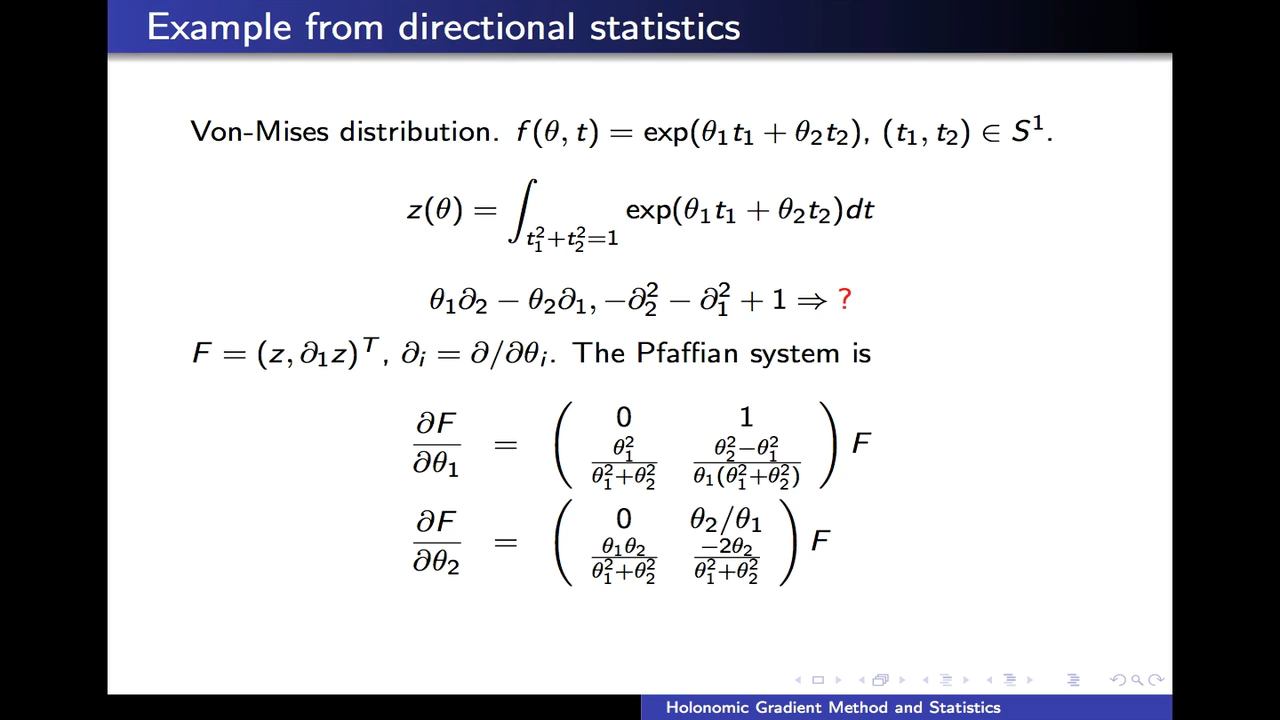 Example from directional statistics
Von-Mises distribution. f(θ, t) = exp(θ₁t₁ + θ₂t₂), (t₁, t₂) ∈ S¹.
z(θ) = ∫_{t₁²+t₂²=1} exp(θ₁t₁ + θ₂t₂)dt
θ₁∂₂ − θ₂∂₁, −∂₂² − ∂₁² + 1 ⇒ ?
F = (z, ∂₁z)ᵀ, ∂ᵢ = ∂/∂θᵢ. The Pfaffian system is
∂F/∂θ₁ = ( 0 1 ; θ₁²/(θ₁²+θ₂²) (θ₂²−θ₁²)/(θ₁(θ₁²+θ₂²)) ) F
∂F/∂θ₂ = ( 0 θ₂/θ₁ ; θ₁θ₂/(θ₁²+θ₂²) −2θ₂/(θ₁²+θ₂²) ) F
Holonomic Gradient Method and Statistics